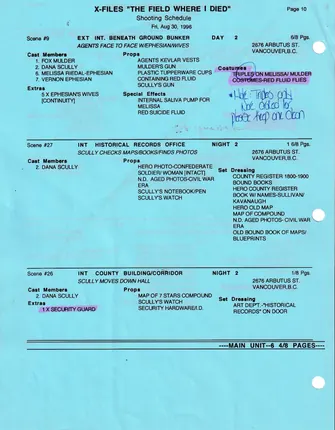 X-FILES "THE FIELD WHERE I DIED"
Page 10
Shooting Schedule
Fri, Aug 30, 1996
Scene #9 EXT INT. BENEATH GROUND BUNKER DAY 2 6/8 Pgs.
AGENTS FACE TO FACE W/EPHESIAN/WIVES 2676 ARBUTUS ST.
VANCOUVER,B.C.
Cast Members
1. FOX MULDER
2. DANA SCULLY
6. MELISSA RIEDAL-EPHESIAN
7. VERNON EPHESIAN
Extras
5 X EPHESIAN'S WIVES
[CONTINUITY]
Props
AGENTS KEVLAR VESTS
MULDER'S GUN
PLASTIC TUPPERWARE CUPS
CONTAINING RED FLUID
SCULLY'S GUN
Special Effects
INTERNAL SALIVA PUMP FOR
MELISSA
RED SUICIDE FLUID
Costumes
TRIPLES ON MELISSA/ MULDER
COSTUMES-RED FLUID FLIES
Scene #27 INT HISTORICAL RECORDS OFFICE NIGHT 2 1 6/8 Pgs.
SCULLY CHECKS MAPS/BOOKS/FINDS PHOTOS 2676 ARBUTUS ST.
VANCOUVER,B.C.
Cast Members
2. DANA SCULLY
Props
HERO PHOTO-CONFEDERATE
SOLDIER/ WOMAN [INTACT]
N.D. AGED PHOTOS-CIVIL WAR
ERA
SCULLY'S NOTEBOOK/PEN
SCULLY'S WATCH
Set Dressing
COUNTY REGISTER 1800-1900
BOUND BOOKS
HERO COUNTY REGISTER
BOOK W/ NAMES-SULLIVAN/
KAVANAUGH
HERO OLD MAP
MAP OF COMPOUND
N.D. AGED PHOTOS- CIVIL WAR
ERA
OLD BOUND BOOK OF MAPS/
BLUEPRINTS
Scene #26 INT COUNTY BUILDING/CORRIDOR NIGHT 2 1/8 Pg.
SCULLY MOVES DOWN HALL 2676 ARBUTUS ST.
VANCOUVER,B.C.
Cast Members
2. DANA SCULLY
Extras
1 X SECURITY GUARD
Props
MAP OF 7 STARS COMPOUND
SCULLY'S WATCH
SECURITY HARDWARE/I.D.
Set Dressing
ART DEPT.-"HISTORICAL
RECORDS" ON DOOR
----MAIN UNIT--6 4/8 PAGES----